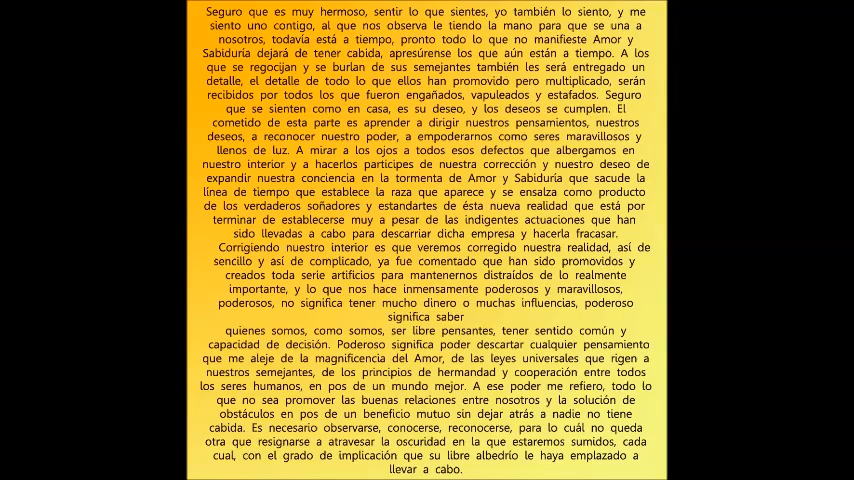 Seguro que es muy hermoso, sentir lo que sientes, yo también lo siento, y me
siento uno contigo, al que nos observa le tiendo la mano para que se una a
nosotros, todavía está a tiempo, pronto todo lo que no manifieste Amor y
Sabiduría dejará de tener cabida, apresúrense los que aún están a tiempo. A los
que se regocijan y se burlan de sus semejantes también les será entregado un
detalle, el detalle de todo lo que ellos han promovido pero multiplicado, serán
recibidos por todos los que fueron engañados, vapuleados y estafados. Seguro
que se sienten como en casa, es su deseo, y los deseos se cumplen. El
cometido de esta parte es aprender a dirigir nuestros pensamientos, nuestros
deseos, a reconocer nuestro poder, a empoderarnos como seres maravillosos y
llenos de luz. A mirar a los ojos a todos esos defectos que albergamos en
nuestro interior y a hacerlos participes de nuestra corrección y nuestro deseo de
expandir nuestra conciencia en la tormenta de Amor y Sabiduría que sacude la
línea de tiempo que establece la raza que aparece y se ensalza como producto
de los verdaderos soñadores y estandartes de ésta nueva realidad que está por
terminar de establecerse muy a pesar de las indigentes actuaciones que han
sido llevadas a cabo para descarriar dicha empresa y hacerla fracasar.
Corrigiendo nuestro interior es que veremos corregido nuestra realidad, así de
sencillo y así de complicado, ya fue comentado que han sido promovidos y
creados toda serie artificios para mantenernos distraídos de lo realmente
importante, y lo que nos hace inmensamente poderosos y maravillosos,
poderosos, no significa tener mucho dinero o muchas influencias, poderoso
significa saber
quienes somos, como somos, ser libre pensantes, tener sentido común y
capacidad de decisión. Poderoso significa poder descartar cualquier pensamiento
que me aleje de la magnificencia del Amor, de las leyes universales que rigen a
nuestros semejantes, de los principios de hermandad y cooperación entre todos
los seres humanos, en pos de un mundo mejor. A ese poder me refiero, todo lo
que no sea promover las buenas relaciones entre nosotros y la solución de
obstáculos en pos de un beneficio mutuo sin dejar atrás a nadie no tiene
cabida. Es necesario observarse, conocerse, reconocerse, para lo cuál no queda
otra que resignarse a atravesar la oscuridad en la que estaremos sumidos, cada
cual, con el grado de implicación que su libre albedrío le haya emplazado a
llevar a cabo.